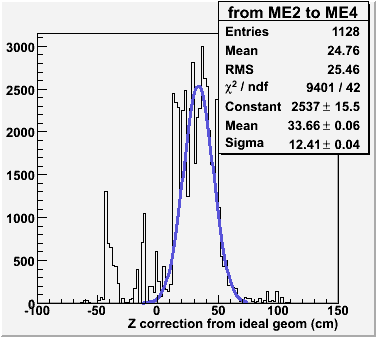 from ME2 to ME4
Entries 1128
Mean 24.76
RMS 25.46
χ² / ndf 9401 / 42
Constant 2537 ± 15.5
Mean 33.66 ± 0.06
Sigma 12.41 ± 0.04
3000
2500
2000
1500
1000
500
0
-100 -50 0 50 100 150
Z correction from ideal geom (cm)